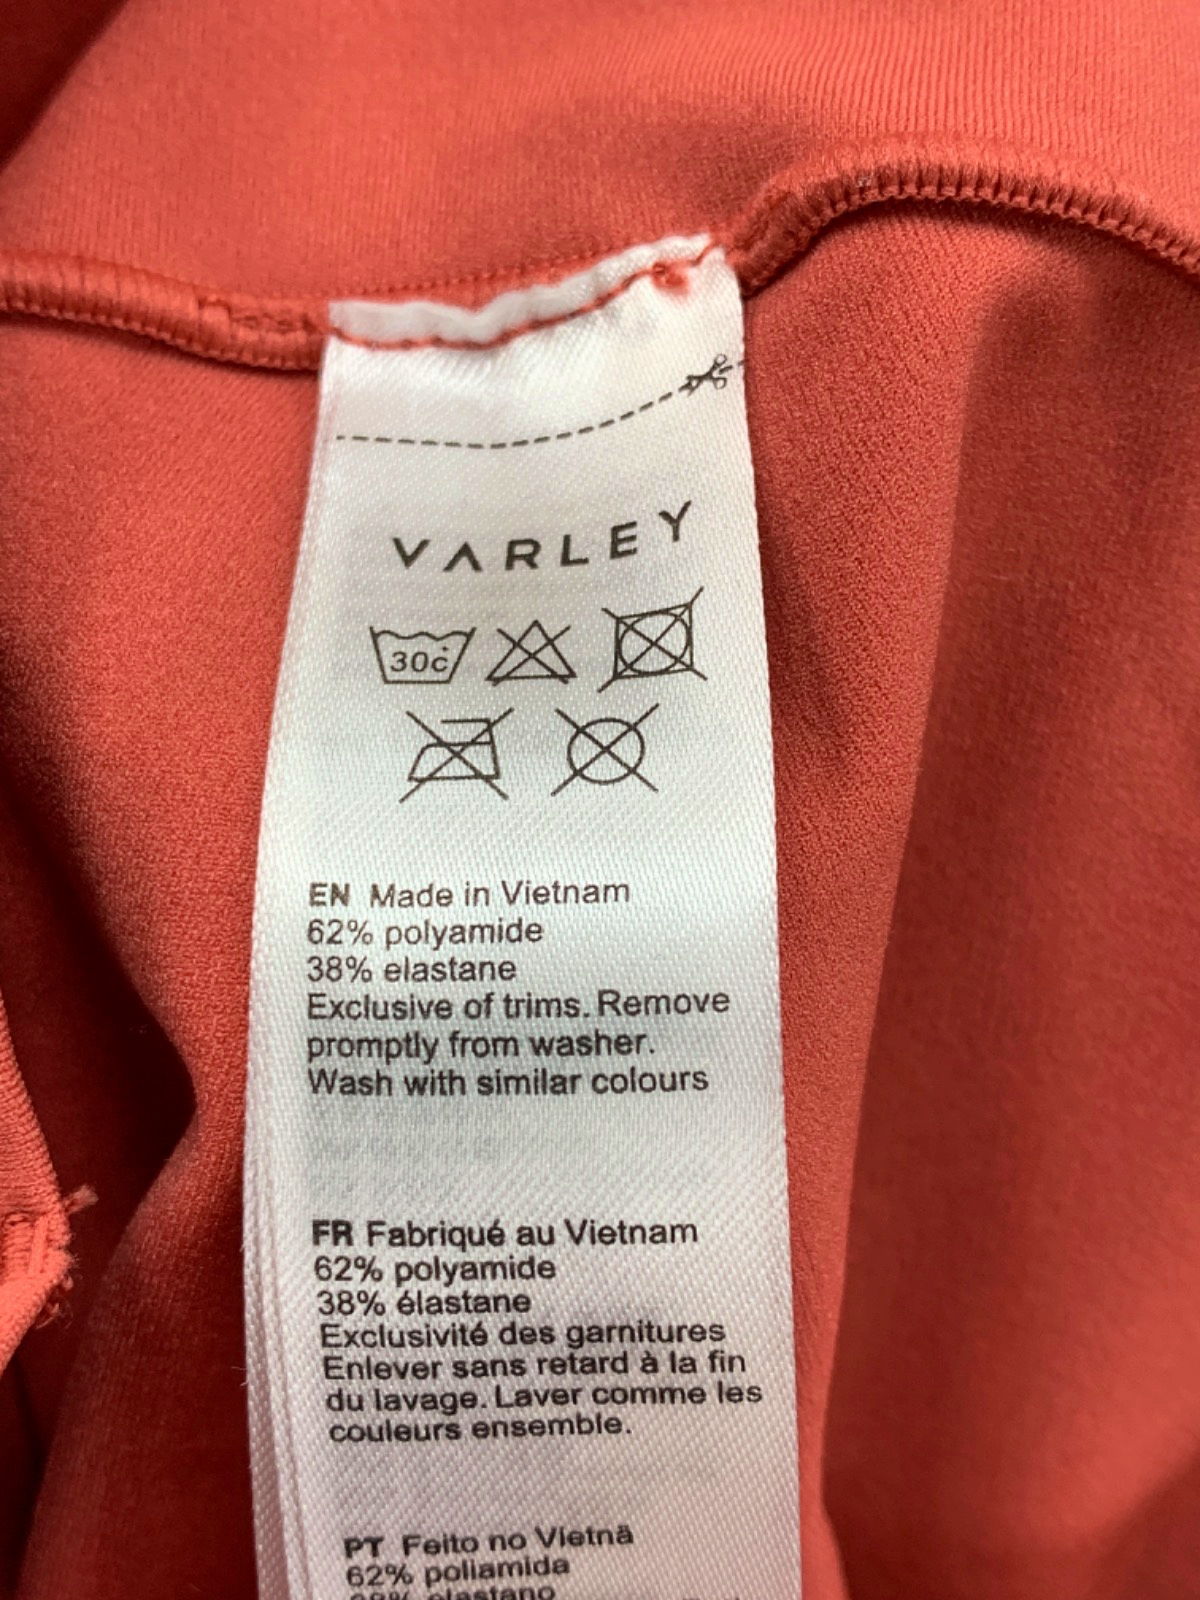 VARLEY
30c
EN Made in Vietnam
62% polyamide
38% elastane
Exclusive of trims. Remove
promptly from washer.
Wash with similar colours
FR Fabriqué au Vietnam
62% polyamide
38% élastane
Exclusivité des garnitures
Enlever sans retard à la fin
du lavage. Laver comme les
couleurs ensemble.
PT Feito no Vietnã
62% poliamida
38% elastano